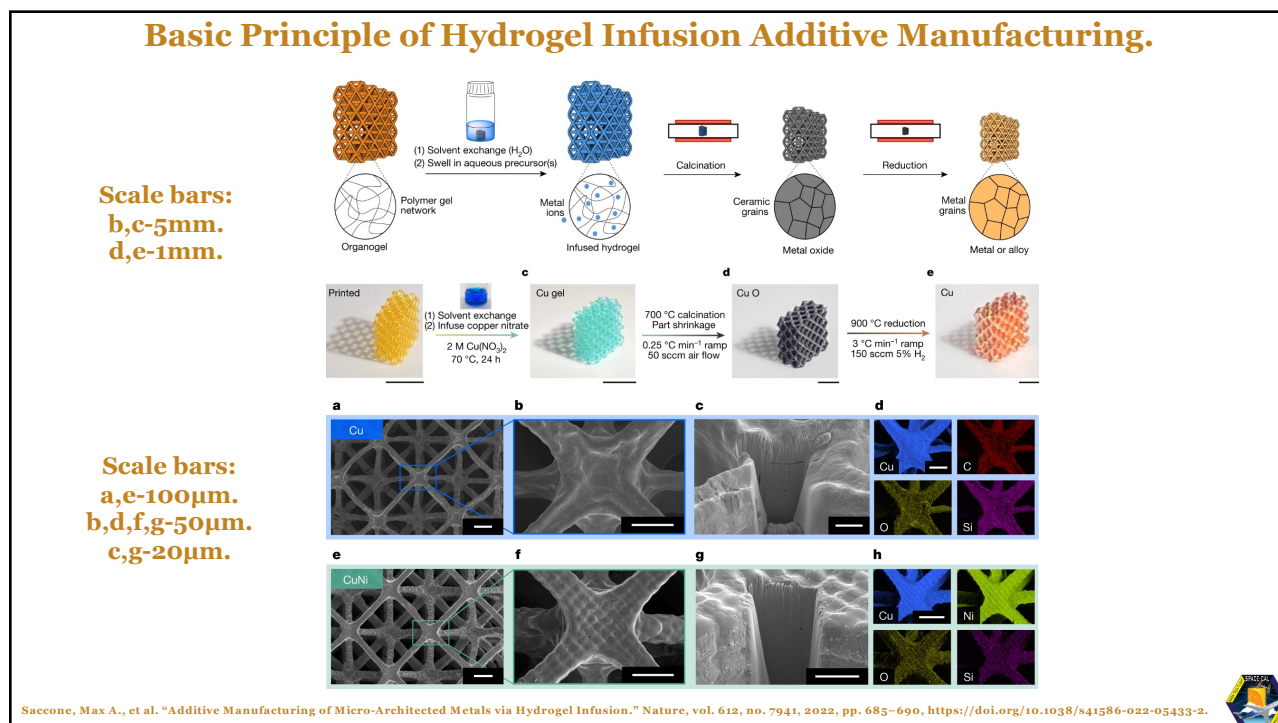 Basic Principle of Hydrogel Infusion Additive Manufacturing.
Scale bars:
b,c-5mm.
d,e-1mm.
(1) Solvent exchange (H₂O)
(2) Swell in aqueous precursor(s)
Calcination
Reduction
Polymer gel
network
Organogel
Metal
ions
Infused hydrogel
Ceramic
grains
Metal oxide
Metal
grains
Metal or alloy
Printed
(1) Solvent exchange
(2) Infuse copper nitrate
2 M Cu(NO₃)₂
70 °C, 24 h
c
Cu gel
700 °C calcination
Part shrinkage
0.25 °C min⁻¹ ramp
50 sccm air flow
d
Cu O
900 °C reduction
3 °C min⁻¹ ramp
150 sccm 5% H₂
e
Cu
Scale bars:
a,e-100μm.
b,d,f,g-50μm.
c,g-20μm.
a
Cu
b
c
d
Cu
C
O
Si
e
CuNi
f
g
h
Cu
Ni
O
Si
Saccone, Max A., et al. “Additive Manufacturing of Micro-Architected Metals via Hydrogel Infusion.” Nature, vol. 612, no. 7941, 2022, pp. 685–690, https://doi.org/10.1038/s41586-022-05433-2.
SPACE CAL